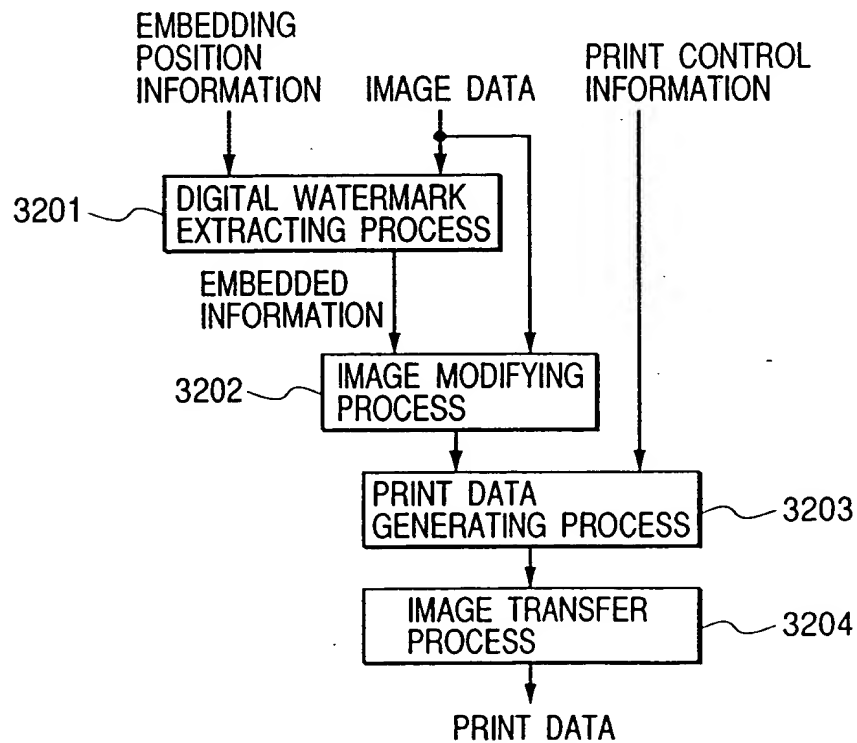 EMBEDDING
POSITION
INFORMATION
IMAGE DATA
PRINT CONTROL
INFORMATION
3201
DIGITAL WATERMARK
EXTRACTING PROCESS
EMBEDDED
INFORMATION
3202
IMAGE MODIFYING
PROCESS
PRINT DATA
GENERATING PROCESS
3203
IMAGE TRANSFER
PROCESS
3204
PRINT DATA